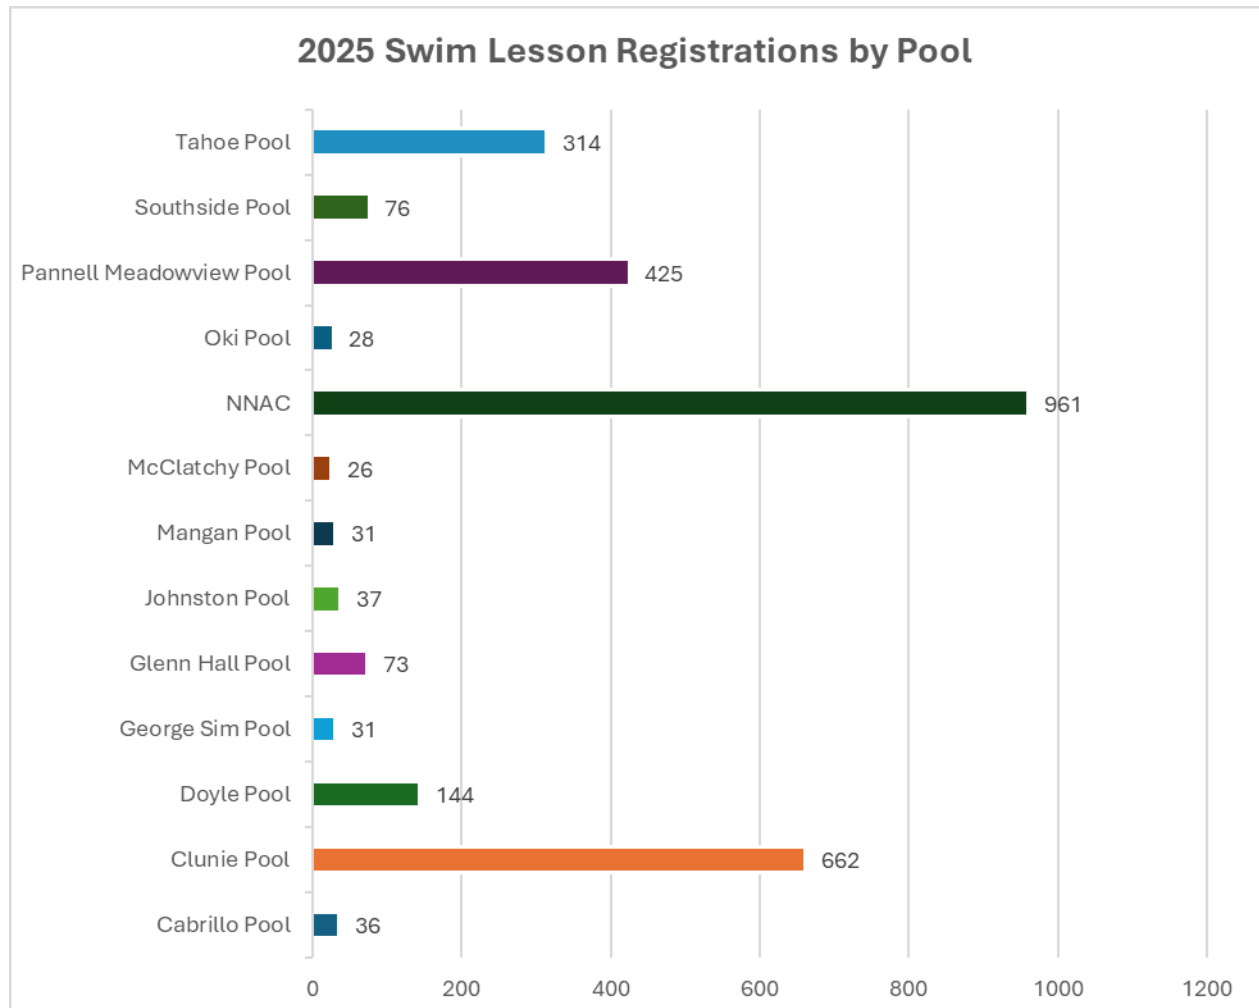 2025 Swim Lesson Registrations by Pool
Tahoe Pool 314
Southside Pool 76
Pannell Meadowview Pool 425
Oki Pool 28
NNAC 961
McClatchy Pool 26
Mangan Pool 31
Johnston Pool 37
Glenn Hall Pool 73
George Sim Pool 31
Doyle Pool 144
Clunie Pool 662
Cabrillo Pool 36
0 200 400 600 800 1000 1200